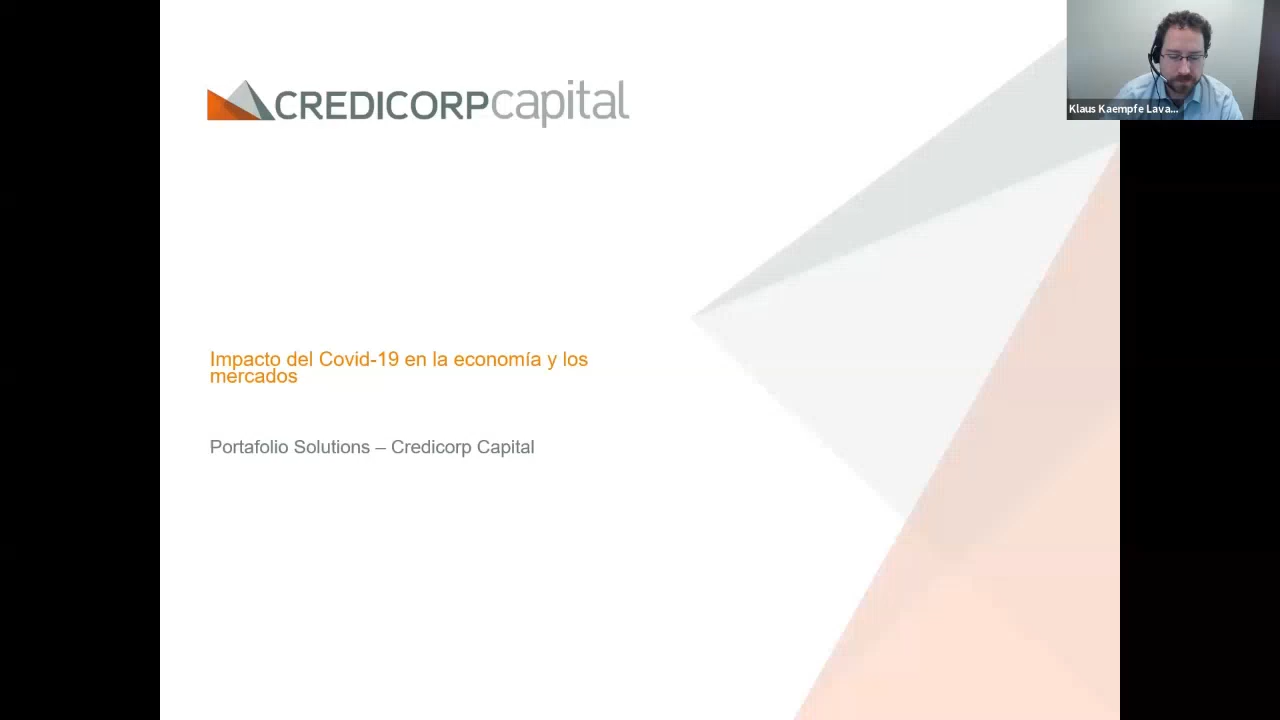 CREDICORPcapital
Klaus Kaempfe Lava...
Impacto del Covid-19 en la economía y los
mercados
Portafolio Solutions – Credicorp Capital